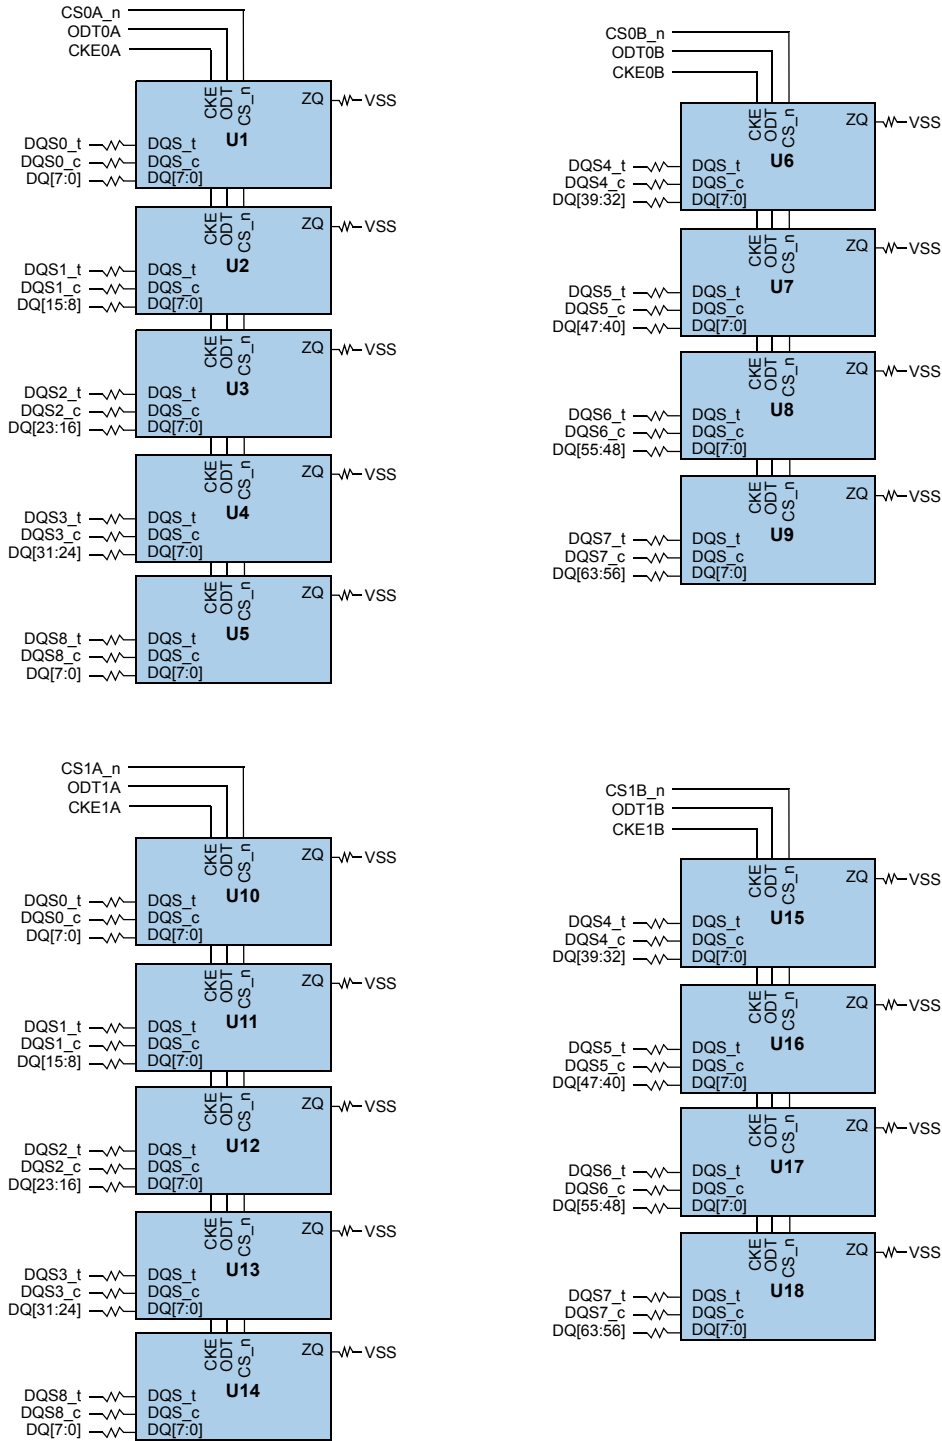 CS0A_n
ODT0A
CKE0A
CKE ODT CS_n ZQ VSS
U1
DQS0_t DQS_t
DQS0_c DQS_c
DQ[7:0] DQ[7:0]
CKE ODT CS_n ZQ VSS
U2
DQS1_t DQS_t
DQS1_c DQS_c
DQ[15:8] DQ[7:0]
CKE ODT CS_n ZQ VSS
U3
DQS2_t DQS_t
DQS2_c DQS_c
DQ[23:16] DQ[7:0]
CKE ODT CS_n ZQ VSS
U4
DQS3_t DQS_t
DQS3_c DQS_c
DQ[31:24] DQ[7:0]
CKE ODT CS_n ZQ VSS
U5
DQS8_t DQS_t
DQS8_c DQS_c
DQ[7:0] DQ[7:0]
CS0B_n
ODT0B
CKE0B
CKE ODT CS_n ZQ VSS
U6
DQS4_t DQS_t
DQS4_c DQS_c
DQ[39:32] DQ[7:0]
CKE ODT CS_n ZQ VSS
U7
DQS5_t DQS_t
DQS5_c DQS_c
DQ[47:40] DQ[7:0]
CKE ODT CS_n ZQ VSS
U8
DQS6_t DQS_t
DQS6_c DQS_c
DQ[55:48] DQ[7:0]
CKE ODT CS_n ZQ VSS
U9
DQS7_t DQS_t
DQS7_c DQS_c
DQ[63:56] DQ[7:0]
CS1A_n
ODT1A
CKE1A
CKE ODT CS_n ZQ VSS
U10
DQS0_t DQS_t
DQS0_c DQS_c
DQ[7:0] DQ[7:0]
CKE ODT CS_n ZQ VSS
U11
DQS1_t DQS_t
DQS1_c DQS_c
DQ[15:8] DQ[7:0]
CKE ODT CS_n ZQ VSS
U12
DQS2_t DQS_t
DQS2_c DQS_c
DQ[23:16] DQ[7:0]
CKE ODT CS_n ZQ VSS
U13
DQS3_t DQS_t
DQS3_c DQS_c
DQ[31:24] DQ[7:0]
CKE ODT CS_n ZQ VSS
U14
DQS8_t DQS_t
DQS8_c DQS_c
DQ[7:0] DQ[7:0]
CS1B_n
ODT1B
CKE1B
CKE ODT CS_n ZQ VSS
U15
DQS4_t DQS_t
DQS4_c DQS_c
DQ[39:32] DQ[7:0]
CKE ODT CS_n ZQ VSS
U16
DQS5_t DQS_t
DQS5_c DQS_c
DQ[47:40] DQ[7:0]
CKE ODT CS_n ZQ VSS
U17
DQS6_t DQS_t
DQS6_c DQS_c
DQ[55:48] DQ[7:0]
CKE ODT CS_n ZQ VSS
U18
DQS7_t DQS_t
DQS7_c DQS_c
DQ[63:56] DQ[7:0]